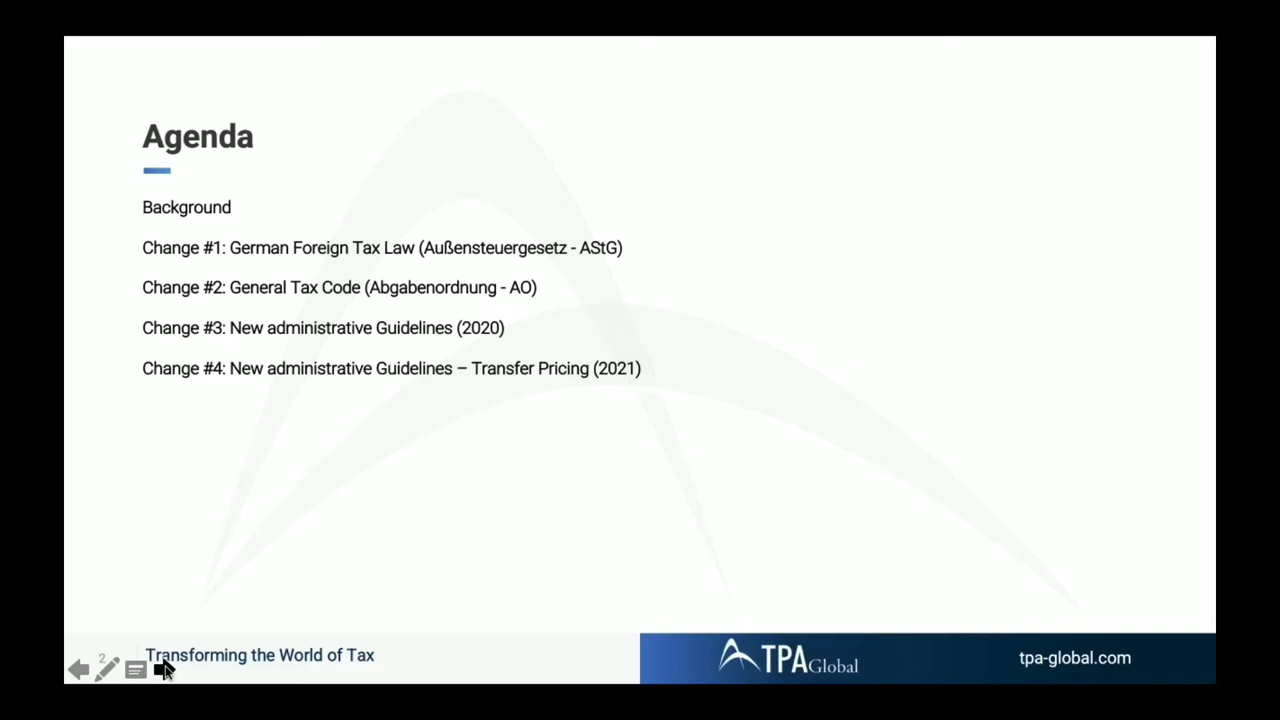 Agenda
Background
Change #1: German Foreign Tax Law (Außensteuergesetz - AStG)
Change #2: General Tax Code (Abgabenordnung - AO)
Change #3: New administrative Guidelines (2020)
Change #4: New administrative Guidelines – Transfer Pricing (2021)
2
Transforming the World of Tax
TPA Global
tpa-global.com